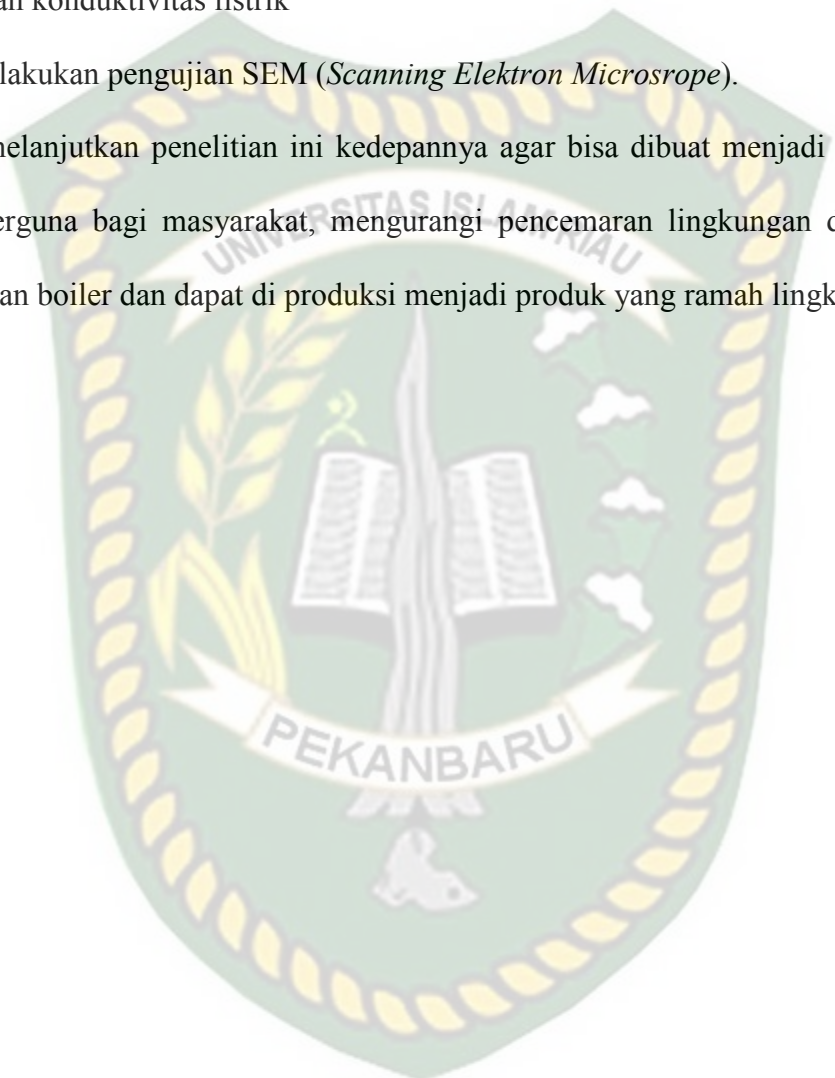 an konduktivitas listrik
lakukan pengujian SEM (Scanning Elektron Microsrope).
nelanjutkan penelitian ini kedepannya agar bisa dibuat menjadi
erguna bagi masyarakat, mengurangi pencemaran lingkungan d
an boiler dan dapat di produksi menjadi produk yang ramah lingk
UNIVERSITAS ISLAM RIAU
PEKANBARU